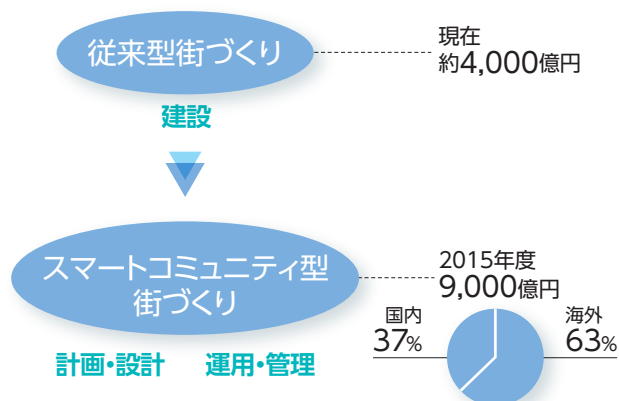 従来型街づくり
現在
約4,000億円
建設
スマートコミュニティ型
街づくり
2015年度
9,000億円
国内
37%
海外
63%
計画・設計
運用・管理